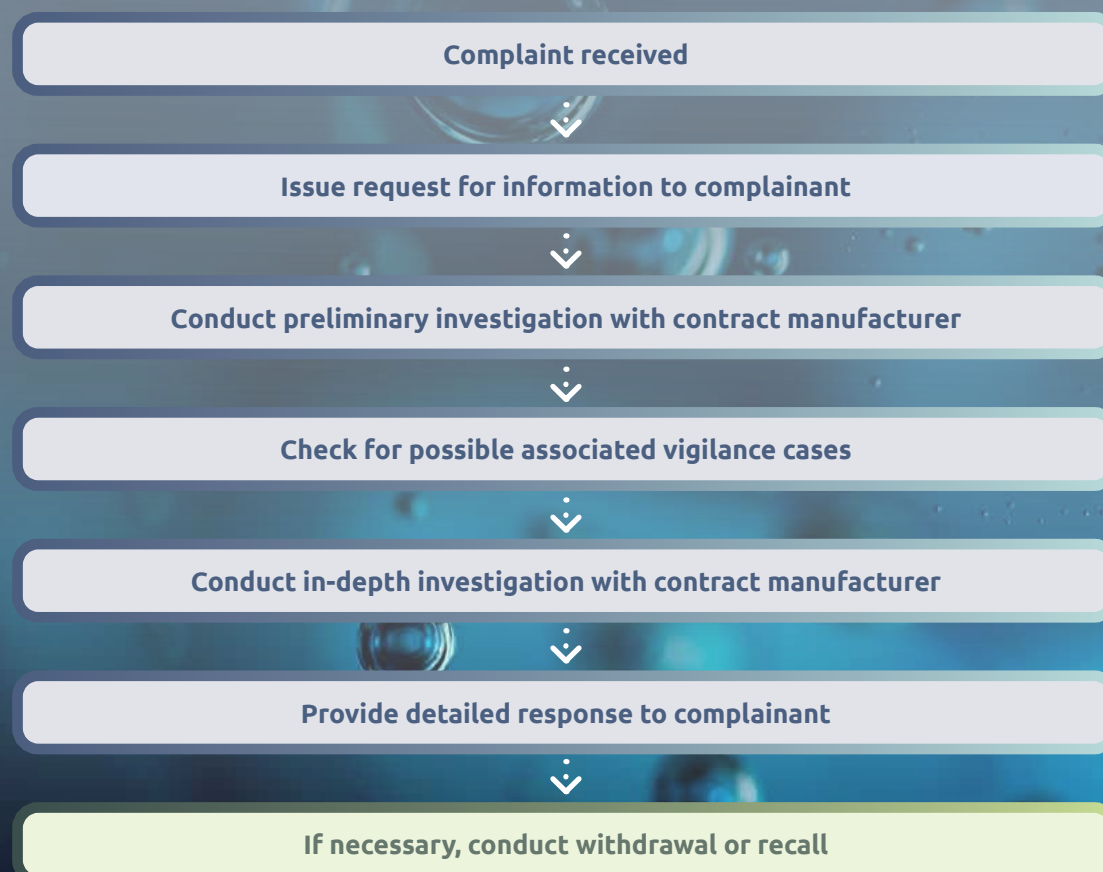 Complaint received
Issue request for information to complainant
Conduct preliminary investigation with contract manufacturer
Check for possible associated vigilance cases
Conduct in-depth investigation with contract manufacturer
Provide detailed response to complainant
If necessary, conduct withdrawal or recall